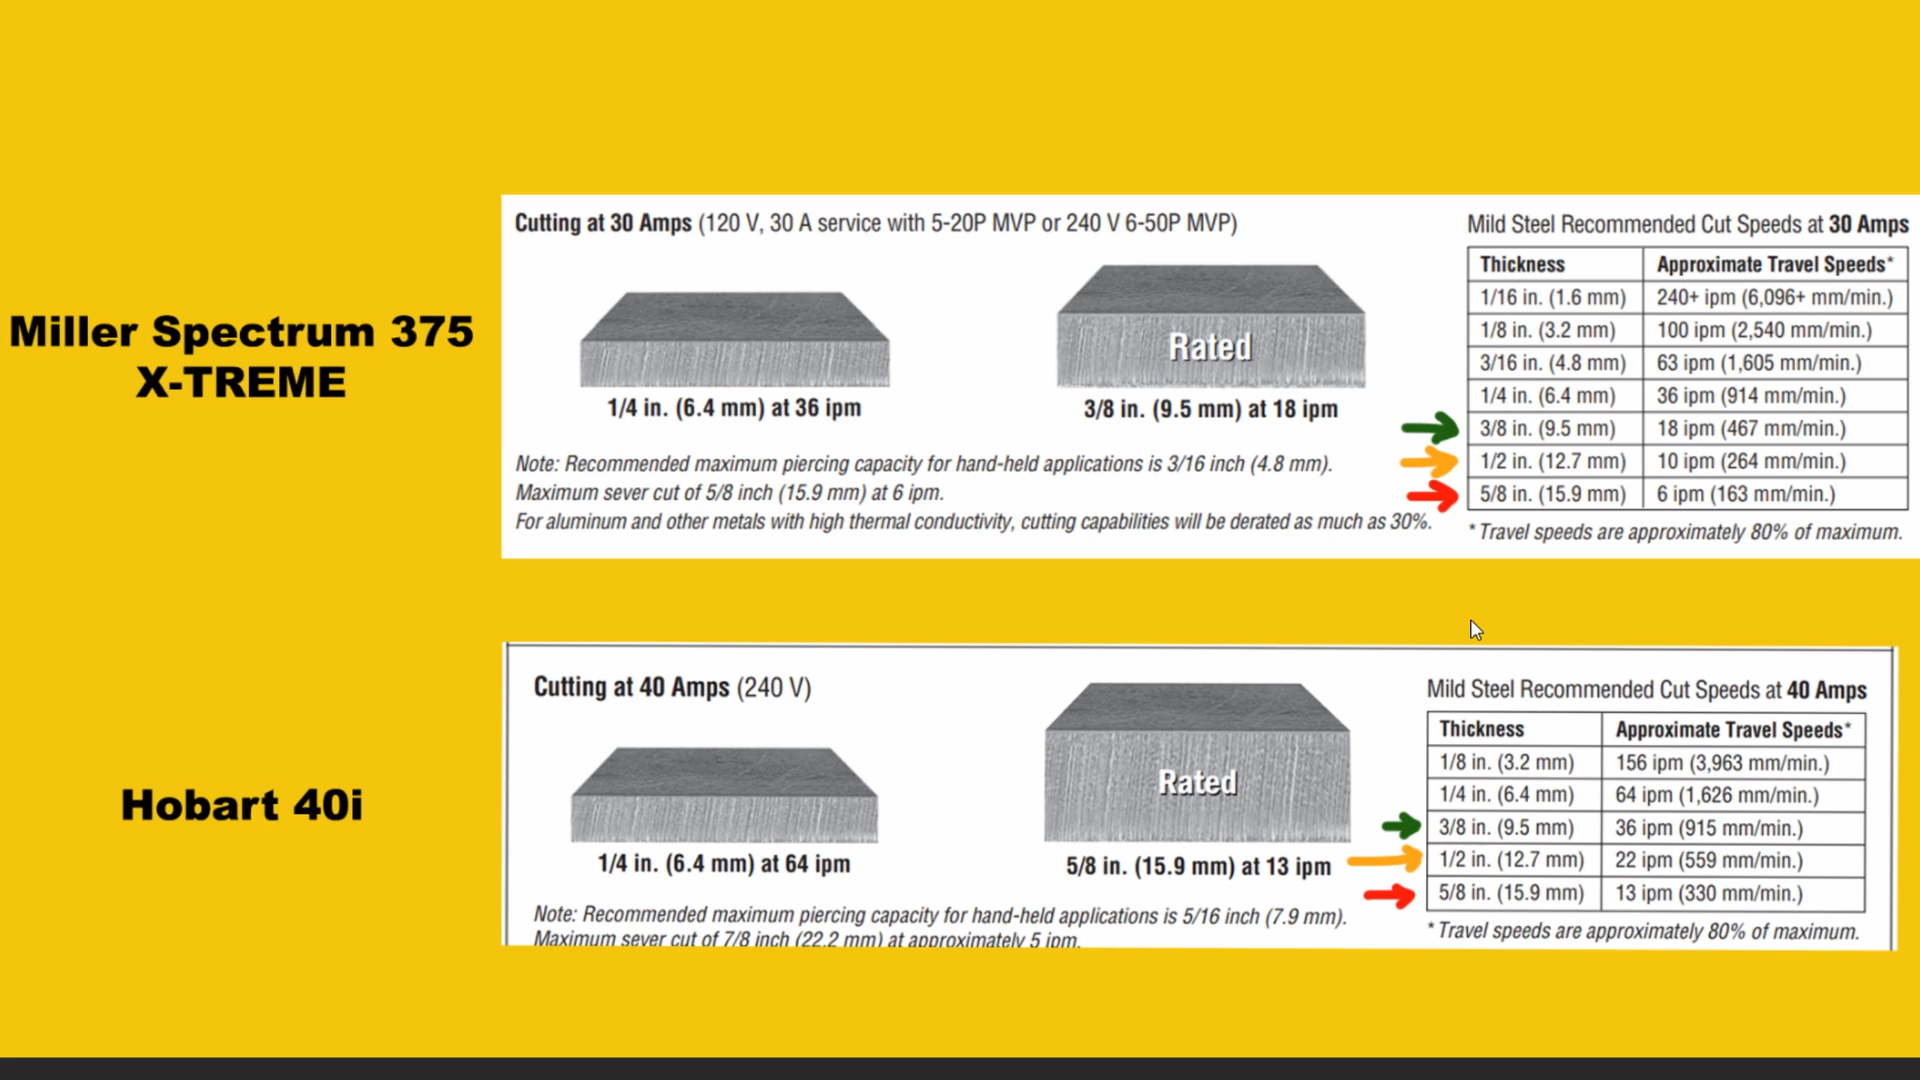 Miller Spectrum 375
X-TREME
Cutting at 30 Amps (120 V, 30 A service with 5-20P MVP or 240 V 6-50P MVP)
1/4 in. (6.4 mm) at 36 ipm
Rated
3/8 in. (9.5 mm) at 18 ipm
Note: Recommended maximum piercing capacity for hand-held applications is 3/16 inch (4.8 mm).
Maximum sever cut of 5/8 inch (15.9 mm) at 6 ipm.
For aluminum and other metals with high thermal conductivity, cutting capabilities will be derated as much as 30%.
Mild Steel Recommended Cut Speeds at 30 Amps
Thickness Approximate Travel Speeds*
1/16 in. (1.6 mm) 240+ ipm (6,096+ mm/min.)
1/8 in. (3.2 mm) 100 ipm (2,540 mm/min.)
3/16 in. (4.8 mm) 63 ipm (1,605 mm/min.)
1/4 in. (6.4 mm) 36 ipm (914 mm/min.)
3/8 in. (9.5 mm) 18 ipm (467 mm/min.)
1/2 in. (12.7 mm) 10 ipm (264 mm/min.)
5/8 in. (15.9 mm) 6 ipm (163 mm/min.)
*Travel speeds are approximately 80% of maximum.
Hobart 40i
Cutting at 40 Amps (240 V)
1/4 in. (6.4 mm) at 64 ipm
Rated
5/8 in. (15.9 mm) at 13 ipm
Note: Recommended maximum piercing capacity for hand-held applications is 5/16 inch (7.9 mm).
Maximum sever cut of 7/8 inch (22.2 mm) at approximately 5 ipm.
Mild Steel Recommended Cut Speeds at 40 Amps
Thickness Approximate Travel Speeds*
1/8 in. (3.2 mm) 156 ipm (3,963 mm/min.)
1/4 in. (6.4 mm) 64 ipm (1,626 mm/min.)
3/8 in. (9.5 mm) 36 ipm (915 mm/min.)
1/2 in. (12.7 mm) 22 ipm (559 mm/min.)
5/8 in. (15.9 mm) 13 ipm (330 mm/min.)
*Travel speeds are approximately 80% of maximum.